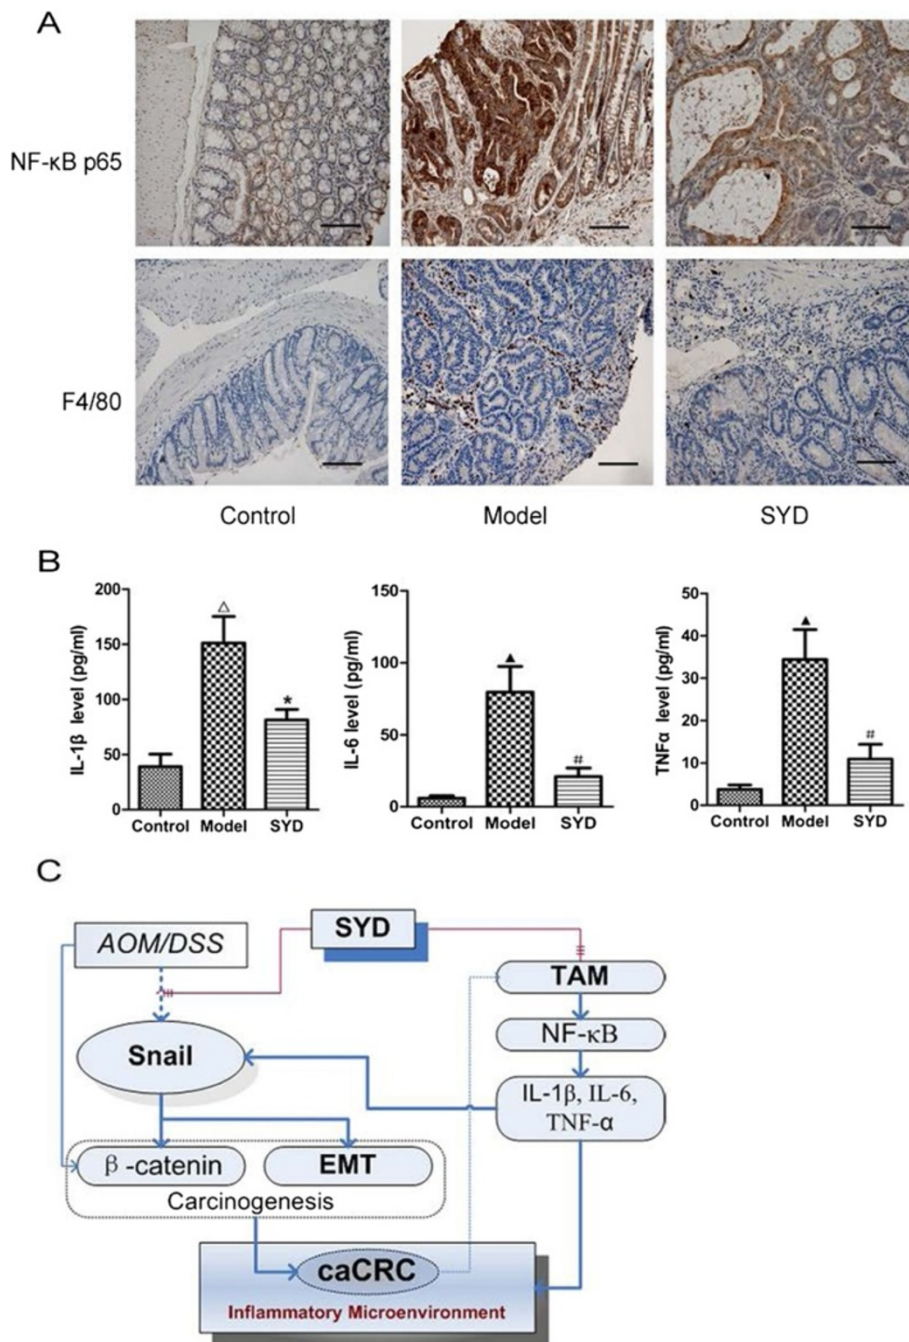 A
NF-κB p65
F4/80
Control Model SYD
B
IL-1β level (pg/ml)
200
150
100
50
0
△
*
Control Model SYD
IL-6 level (pg/ml)
150
100
50
0
▲
#
Control Model SYD
TNFα level (pg/ml)
50
40
30
20
10
0
▲
#
Control Model SYD
C
AOM/DSS
SYD
TAM
NF-κB
Snail
IL-1β, IL-6,
TNF-α
β-catenin
EMT
Carcinogenesis
caCRC
Inflammatory Microenvironment